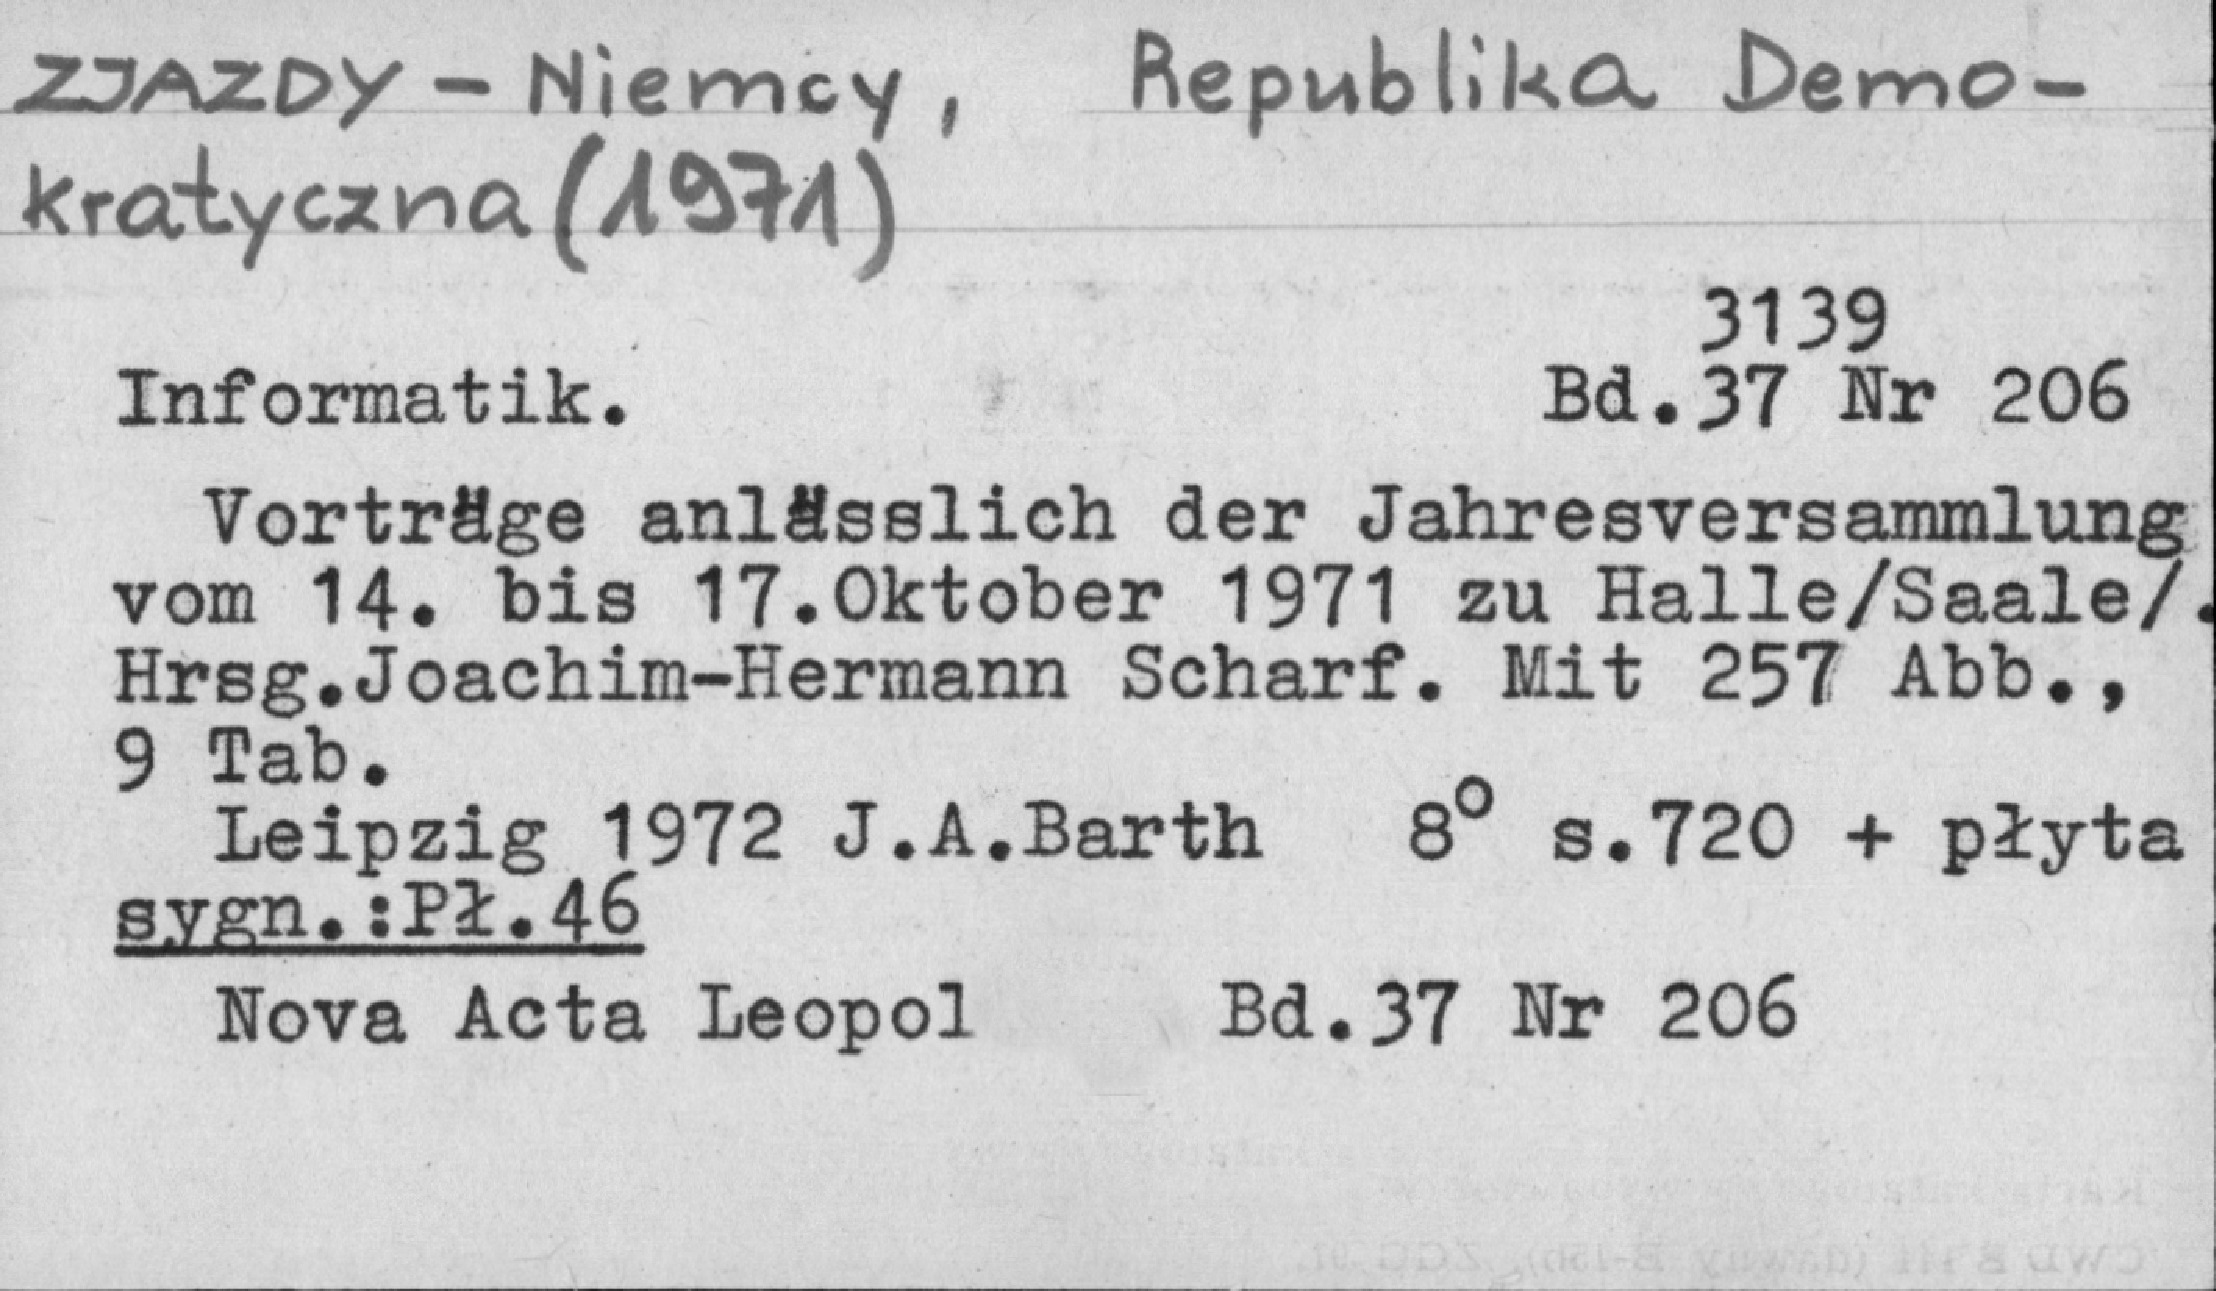 ZJAZDY - Niemcy, Republika Demo-
kratyczna (1971)
3139
Informatik. Bd.37 Nr 206
Vorträge anlässlich der Jahresversammlung
vom 14. bis 17.Oktober 1971 zu Halle/Saale/.
Hrsg.Joachim-Hermann Scharf. Mit 257 Abb.,
9 Tab.
Leipzig 1972 J.A.Barth 8° s.720 + płyta
sygn.:Pł.46
Nova Acta Leopol Bd.37 Nr 206